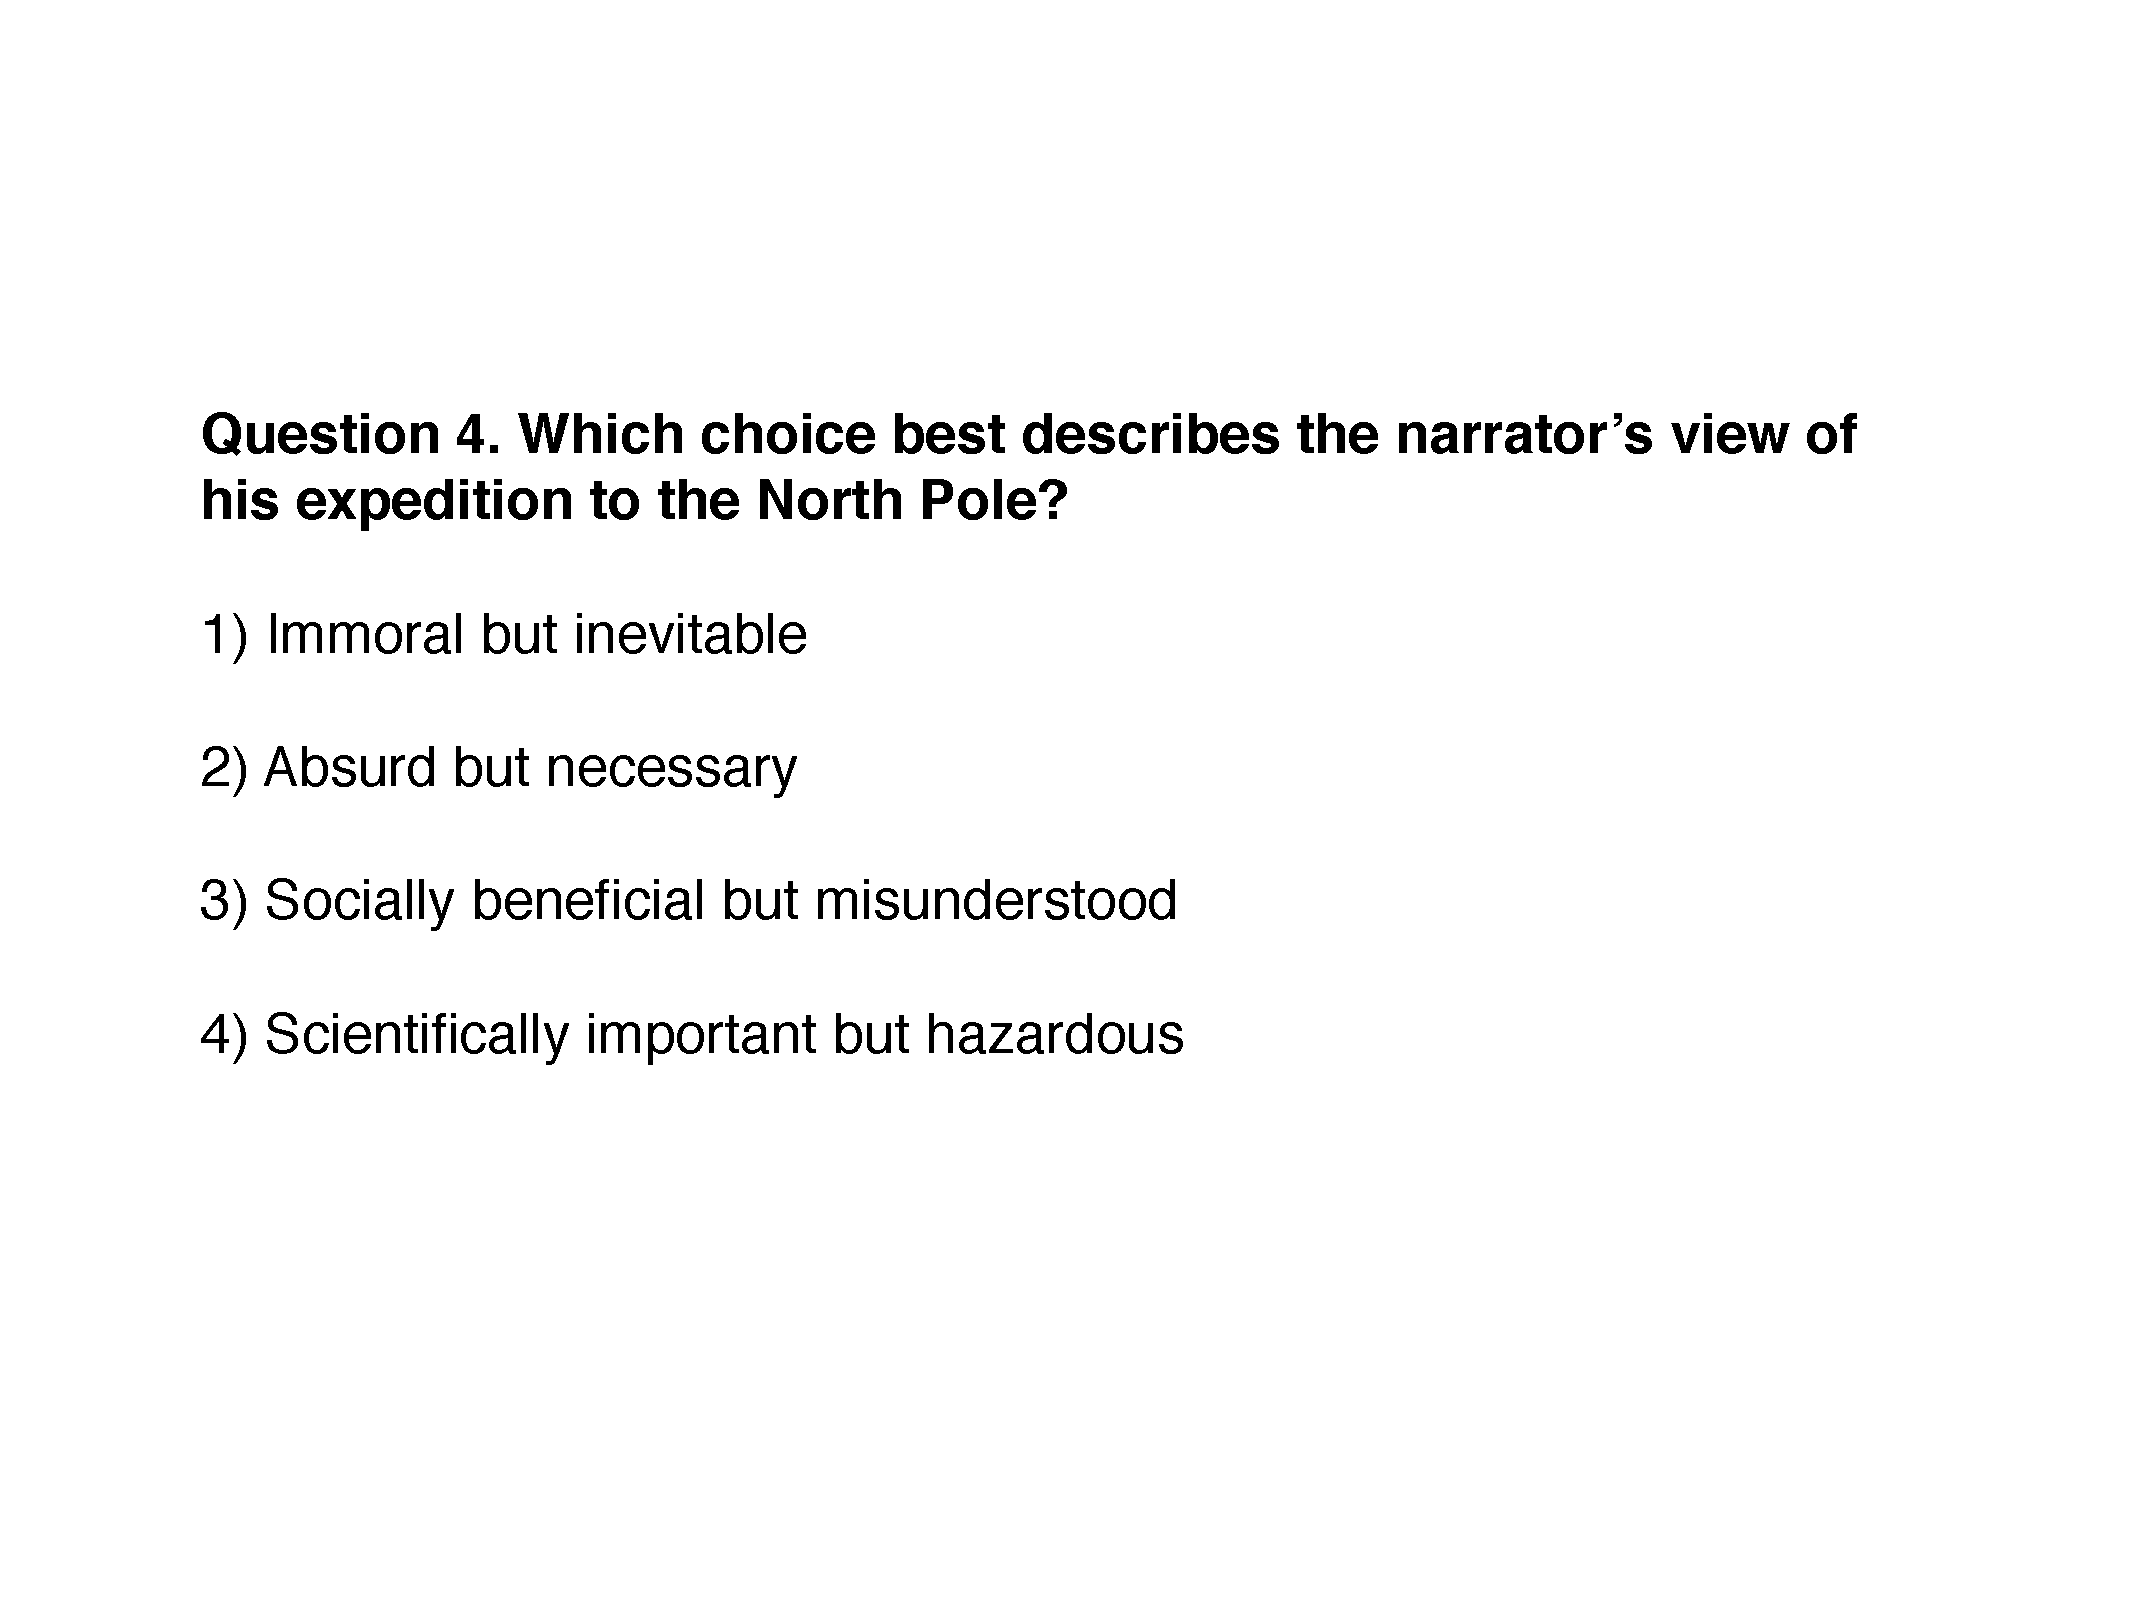 Question 4. Which choice best describes the narrator’s view of
his expedition to the North Pole?
1) Immoral but inevitable
2) Absurd but necessary
3) Socially beneficial but misunderstood
4) Scientifically important but hazardous